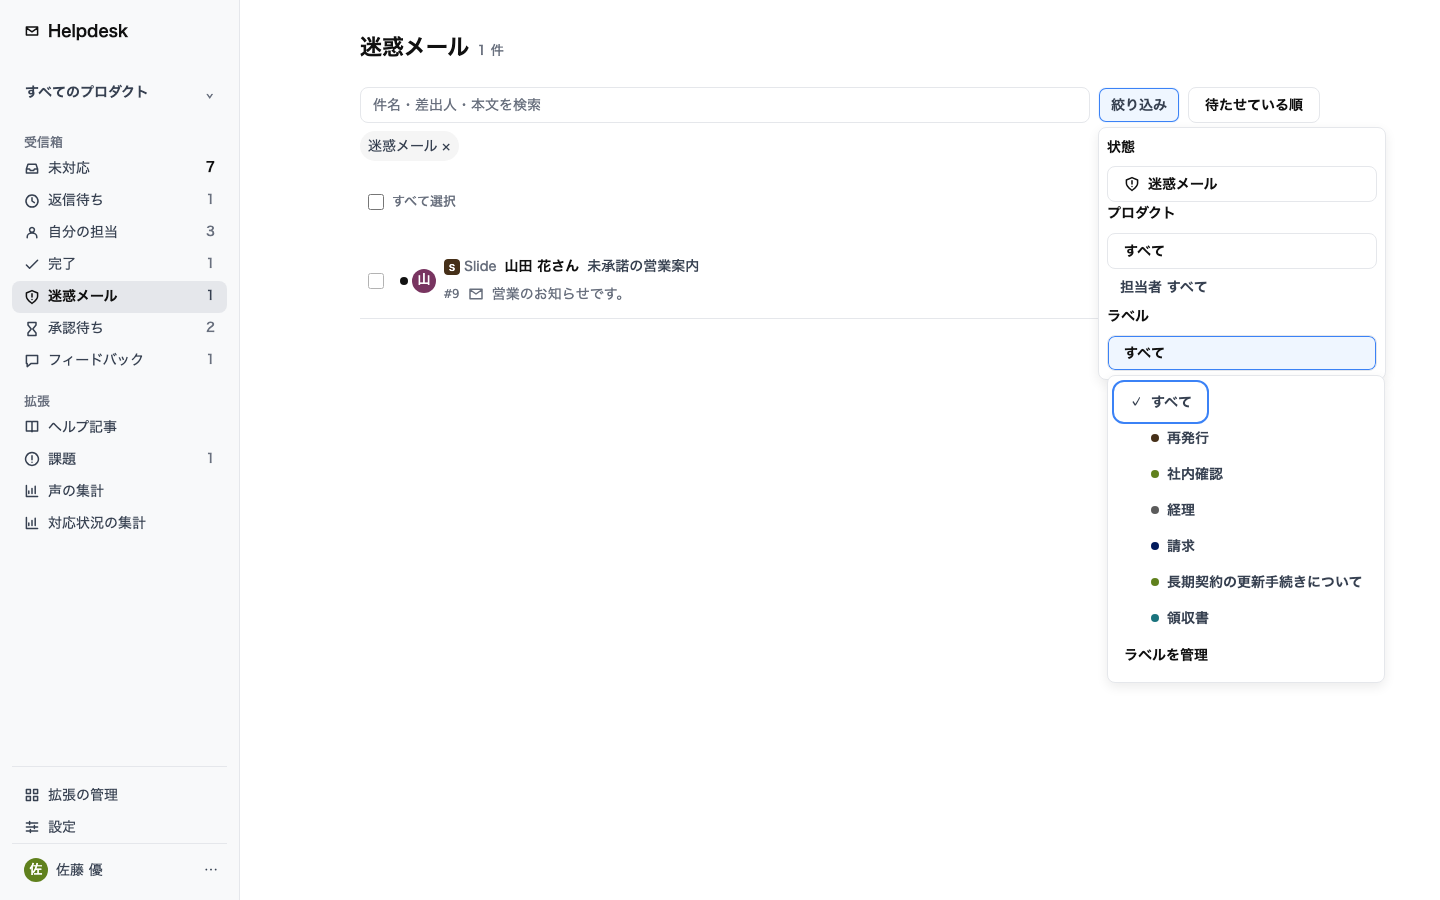 Helpdesk
すべてのプロダクト
受信箱
未対応 7
返信待ち 1
自分の担当 3
完了 1
迷惑メール 1
承認待ち 2
フィードバック 1
拡張
ヘルプ記事
課題 1
声の集計
対応状況の集計
拡張の管理
設定
佐 佐藤 優 …
迷惑メール 1 件
件名・差出人・本文を検索
絞り込み
待たせている順
迷惑メール ×
すべて選択
山 S Slide 山田 花さん 未承諾の営業案内
#9 営業のお知らせです。
状態
迷惑メール
プロダクト
すべて
担当者 すべて
ラベル
すべて
✓ すべて
再発行
社内確認
経理
請求
長期契約の更新手続きについて
領収書
ラベルを管理